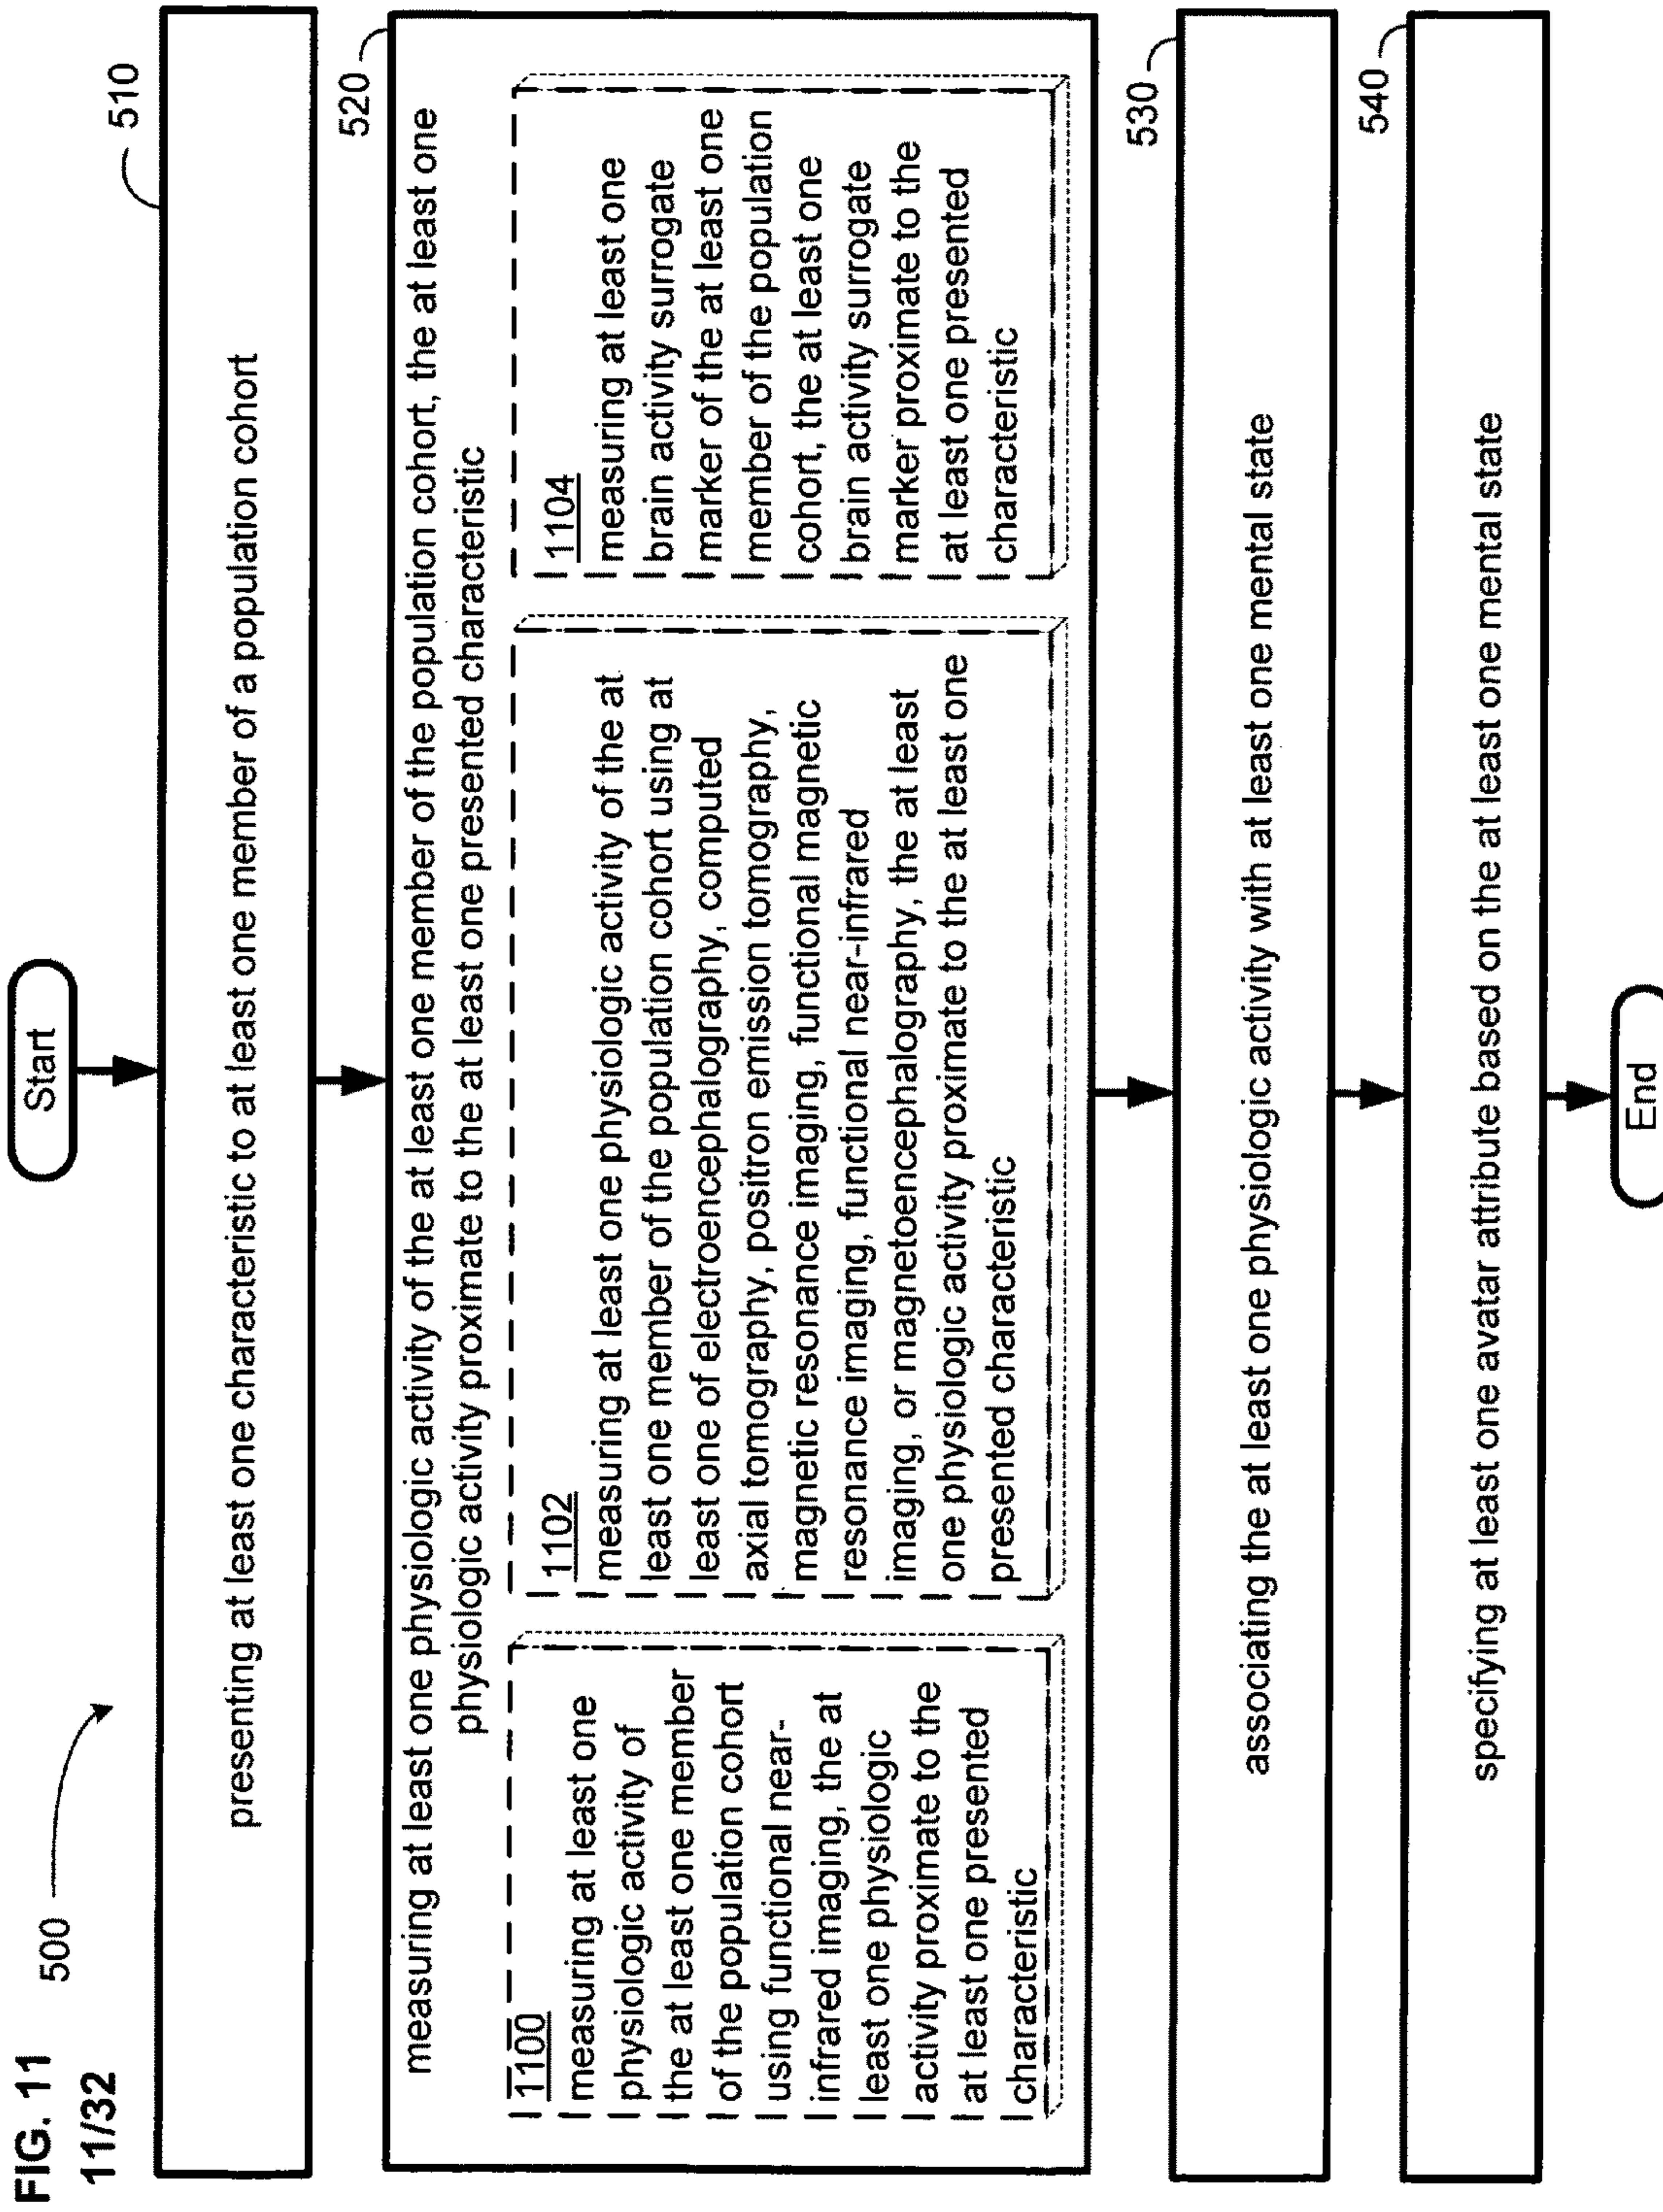 FIG. 11
500
11/32
Start
510
presenting at least one characteristic to at least one member of a population cohort
520
measuring at least one physiologic activity of the at least one member of the population cohort, the at least one
physiologic activity proximate to the at least one presented characteristic
1100
measuring at least one
physiologic activity of
the at least one member
of the population cohort
using functional near-
infrared imaging, the at
least one physiologic
activity proximate to the
at least one presented
characteristic
1102
measuring at least one physiologic activity of the at
least one member of the population cohort using at
least one of electroencephalography, computed
axial tomography, positron emission tomography,
magnetic resonance imaging, functional magnetic
resonance imaging, functional near-infrared
imaging, or magnetoencephalography, the at least
one physiologic activity proximate to the at least one
presented characteristic
1104
measuring at least one
brain activity surrogate
marker of the at least one
member of the population
cohort, the at least one
brain activity surrogate
marker proximate to the
at least one presented
characteristic
530
associating the at least one physiologic activity with at least one mental state
540
specifying at least one avatar attribute based on the at least one mental state
End